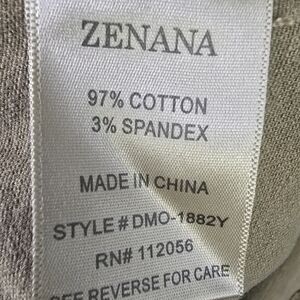 ZENANA
97% COTTON
3% SPANDEX
MADE IN CHINA
STYLE # DMO-1882Y
RN# 112056
SEE REVERSE FOR CARE